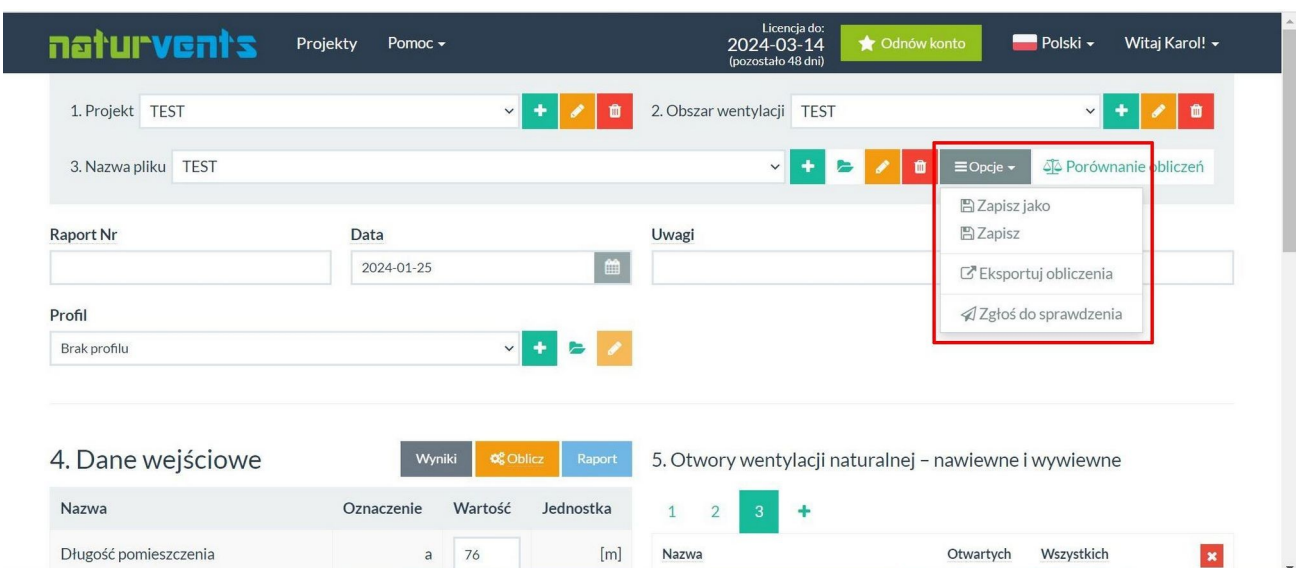 naturvents Projekty Pomoc Licencja do: 2024-03-14 (pozostało 48 dni) Odnów konto Polski Witaj Karol!
1. Projekt TEST 2. Obszar wentylacji TEST
3. Nazwa pliku TEST Opcje Porównanie obliczeń
Zapisz jako
Zapisz
Eksportuj obliczenia
Zgłoś do sprawdzenia
Raport Nr Data Uwagi
2024-01-25
Profil
Brak profilu
4. Dane wejściowe Wyniki Oblicz Raport
Nazwa Oznaczenie Wartość Jednostka
Długość pomieszczenia a 76 [m]
5. Otwory wentylacji naturalnej – nawiewne i wywiewne
1 2 3
Nazwa Otwartych Wszystkich